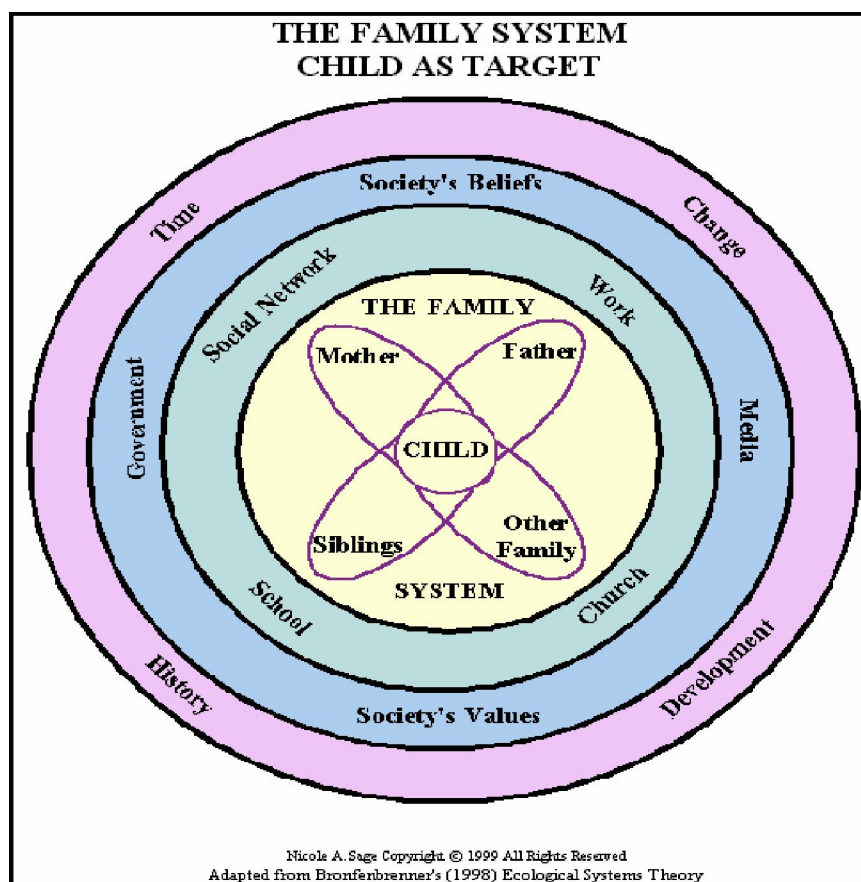 THE FAMILY SYSTEM
CHILD AS TARGET
Society's Beliefs
Time
Change
Social Network
Work
THE FAMILY
Mother
Father
Government
Media
CHILD
Siblings
Other
Family
SYSTEM
School
Church
History
Development
Society's Values
Nicole A. Sage Copyright © 1999 All Rights Reserved
Adapted from Bronfenbrenner's (1998) Ecological Systems Theory